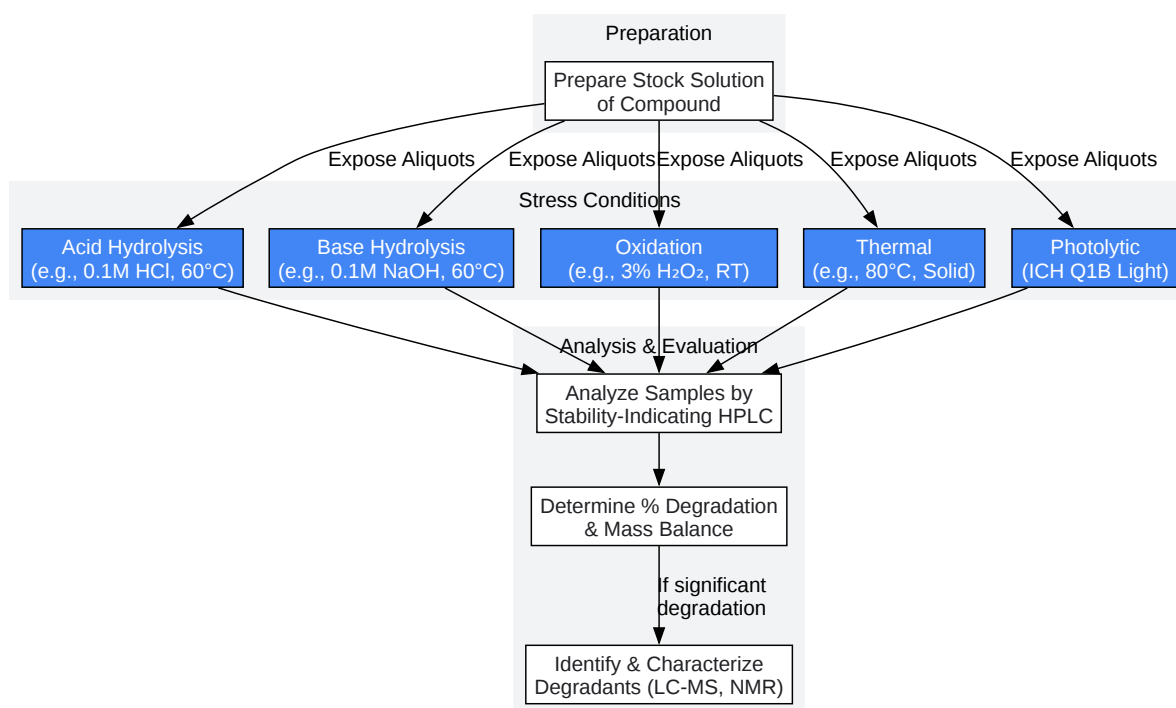 Preparation
Prepare Stock Solution
of Compound
Expose Aliquots
Expose Aliquots
Expose Aliquots
Expose Aliquots
Expose Aliquots
Stress Conditions
Acid Hydrolysis
(e.g., 0.1M HCl, 60°C)
Base Hydrolysis
(e.g., 0.1M NaOH, 60°C)
Oxidation
(e.g., 3% H₂O₂, RT)
Thermal
(e.g., 80°C, Solid)
Photolytic
(ICH Q1B Light)
Analysis & Evaluation
Analyze Samples by
Stability-Indicating HPLC
Determine % Degradation
& Mass Balance
If significant
degradation
Identify & Characterize
Degradants (LC-MS, NMR)